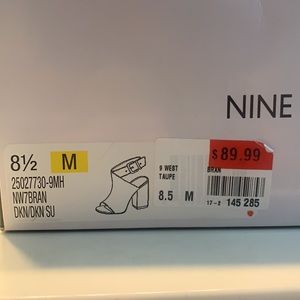 NINE
$89.99
8½ M
25027730-9MH
NW7BRAN
DKN/DKN SU
9 WEST BRAN
TAUPE
8.5 M
17-2 145 285